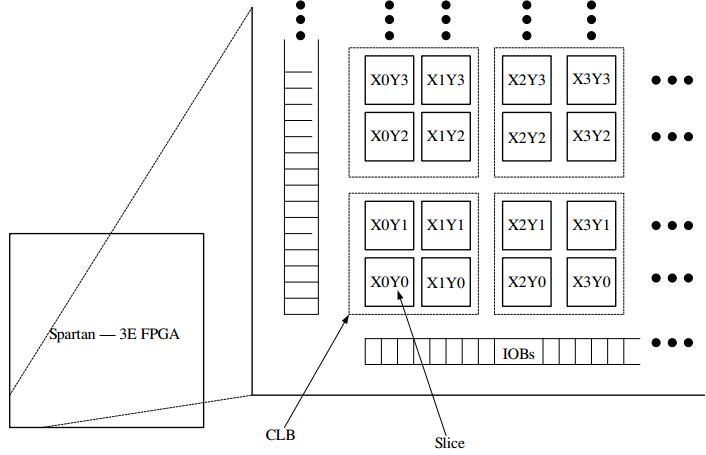 X0Y3 X1Y3 X2Y3 X3Y3
X0Y2 X1Y2 X2Y2 X3Y2
X0Y1 X1Y1 X2Y1 X3Y1
X0Y0 X1Y0 X2Y0 X3Y0
Spartan — 3E FPGA
IOBs
CLB
Slice